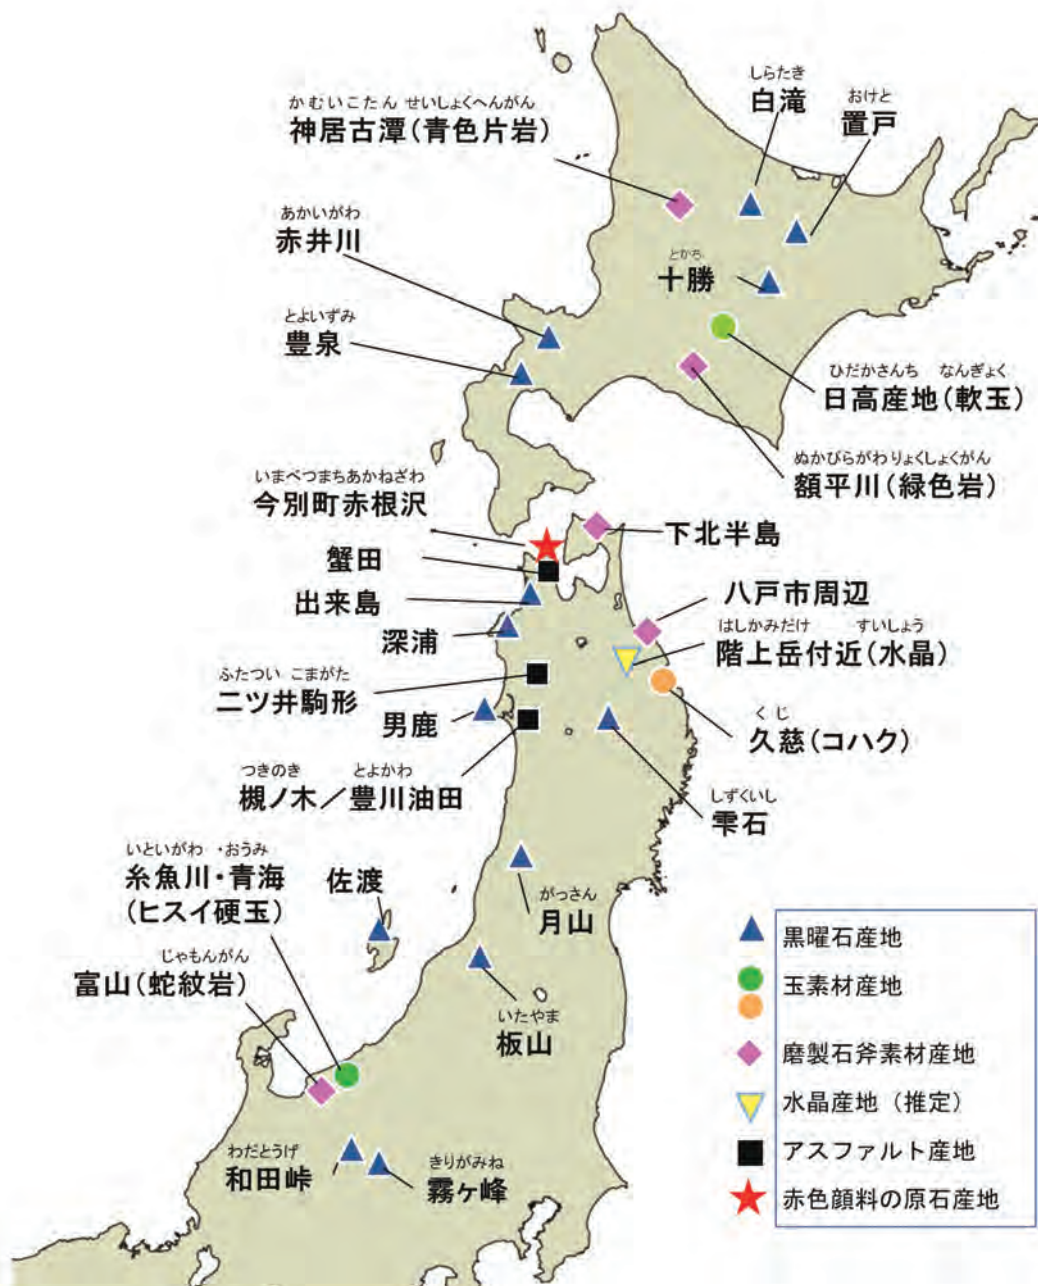 しらたき
白滝
おけと
置戸
かむいこたん せいしょくへんがん
神居古潭(青色片岩)
あかいがわ
赤井川
とかち
十勝
とよいずみ
豊泉
ひだかさんち なんぎょく
日高産地(軟玉)
ぬかびらがわりょくしょくがん
額平川(緑色岩)
いまべつまちあかねざわ
今別町赤根沢
下北半島
蟹田
出来島
八戸市周辺
深浦
はしかみだけ すいしょう
階上岳付近(水晶)
ふたつい こまがた
二ツ井駒形
男鹿
くじ
久慈(コハク)
つきのき とよかわ
槻ノ木／豊川油田
しずくいし
雫石
いといがわ ・おうみ
糸魚川・青海
(ヒスイ硬玉)
佐渡
がっさん
月山
じゃもんがん
富山(蛇紋岩)
いたやま
板山
わだとうげ
和田峠
きりがみね
霧ヶ峰
黒曜石産地
玉素材産地
磨製石斧素材産地
水晶産地（推定）
アスファルト産地
赤色顔料の原石産地